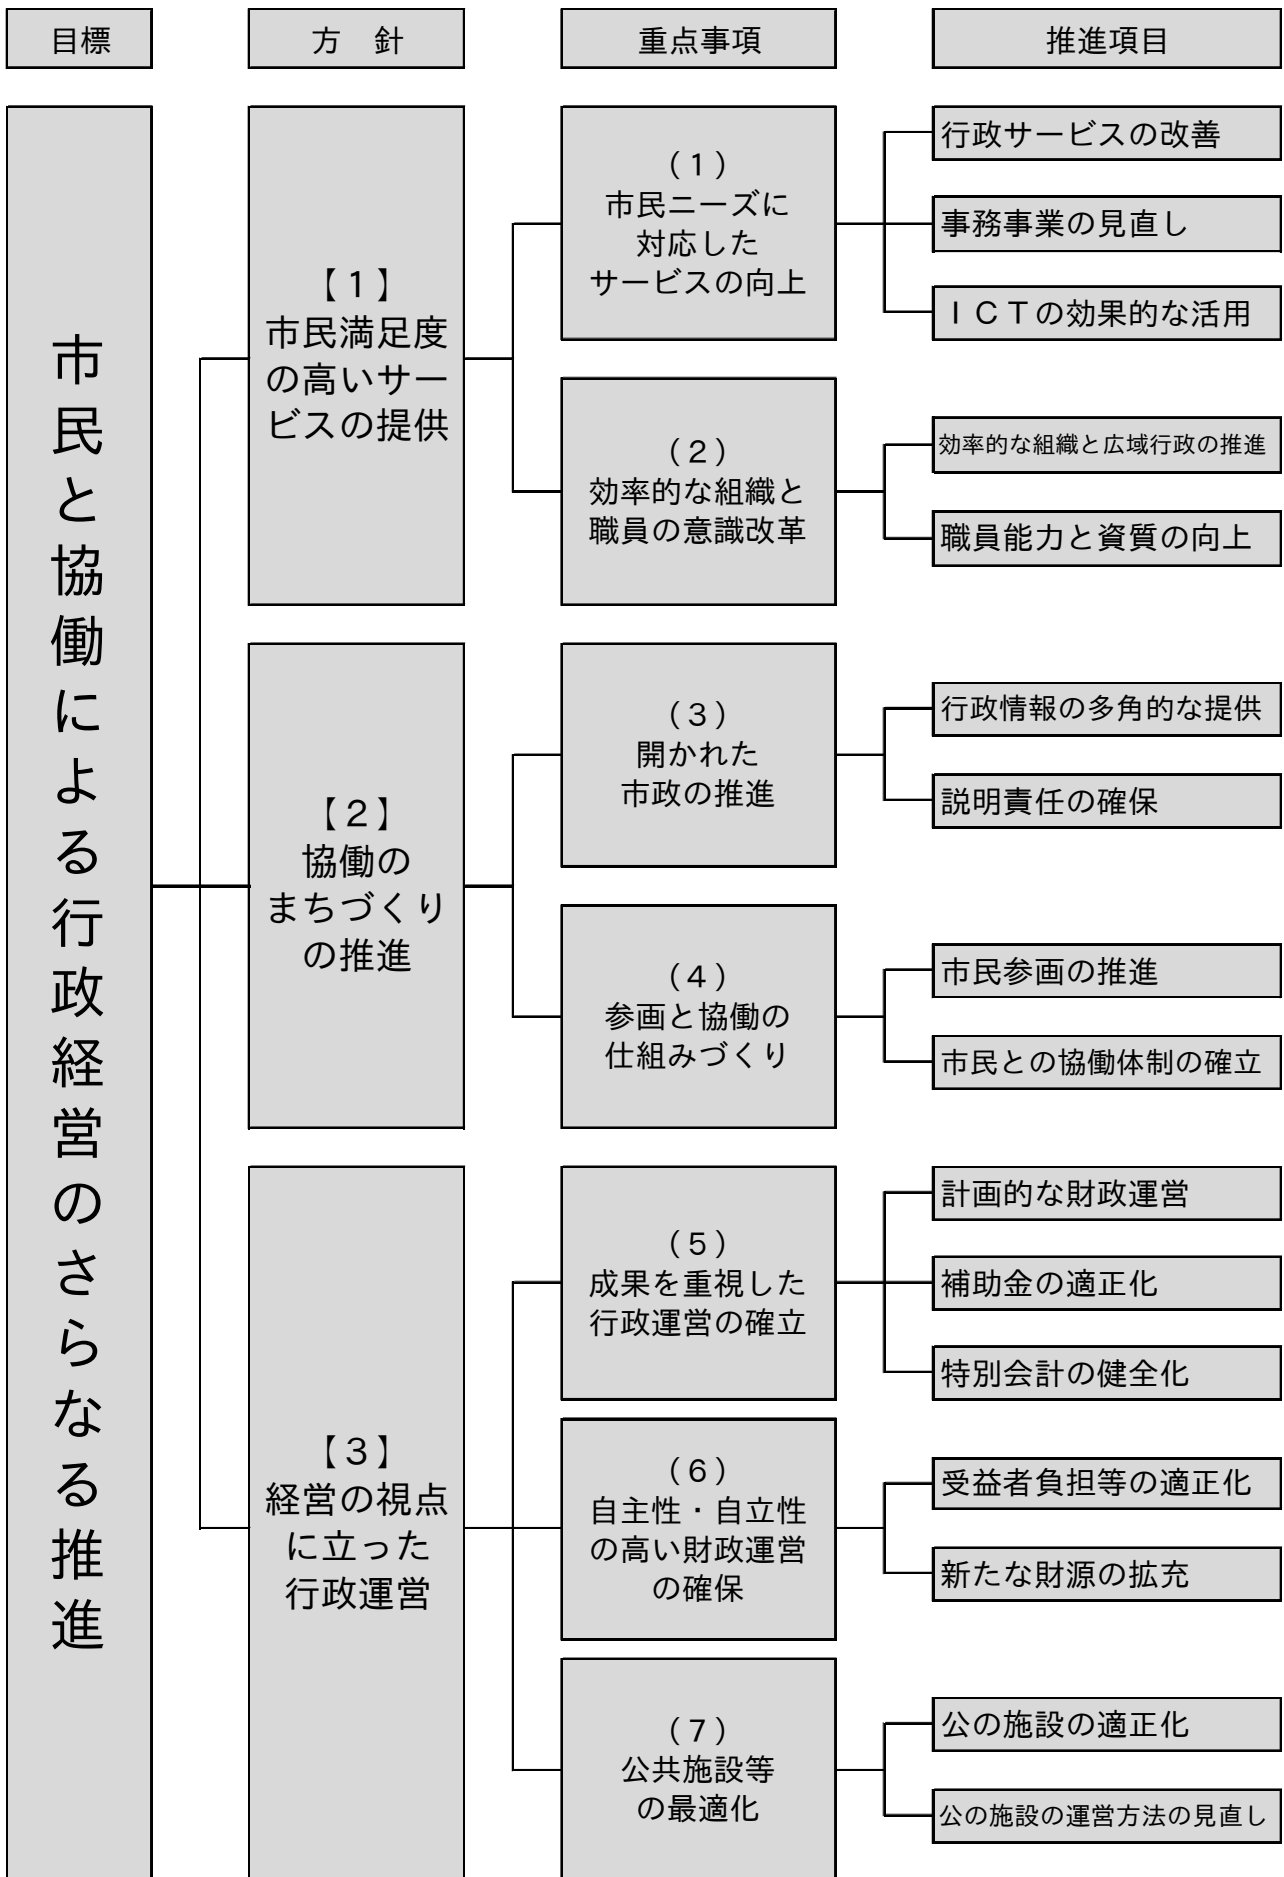 目標
方　針
重点事項
推進項目
市民と協働による行政経営のさらなる推進
【１】
市民満足度
の高いサー
ビスの提供
（１）
市民ニーズに
対応した
サービスの向上
行政サービスの改善
事務事業の見直し
ＩＣＴの効果的な活用
（２）
効率的な組織と
職員の意識改革
効率的な組織と広域行政の推進
職員能力と資質の向上
【２】
協働の
まちづくり
の推進
（３）
開かれた
市政の推進
行政情報の多角的な提供
説明責任の確保
（４）
参画と協働の
仕組みづくり
市民参画の推進
市民との協働体制の確立
【３】
経営の視点
に立った
行政運営
（５）
成果を重視した
行政運営の確立
計画的な財政運営
補助金の適正化
特別会計の健全化
（６）
自主性・自立性
の高い財政運営
の確保
受益者負担等の適正化
新たな財源の拡充
（７）
公共施設等
の最適化
公の施設の適正化
公の施設の運営方法の見直し